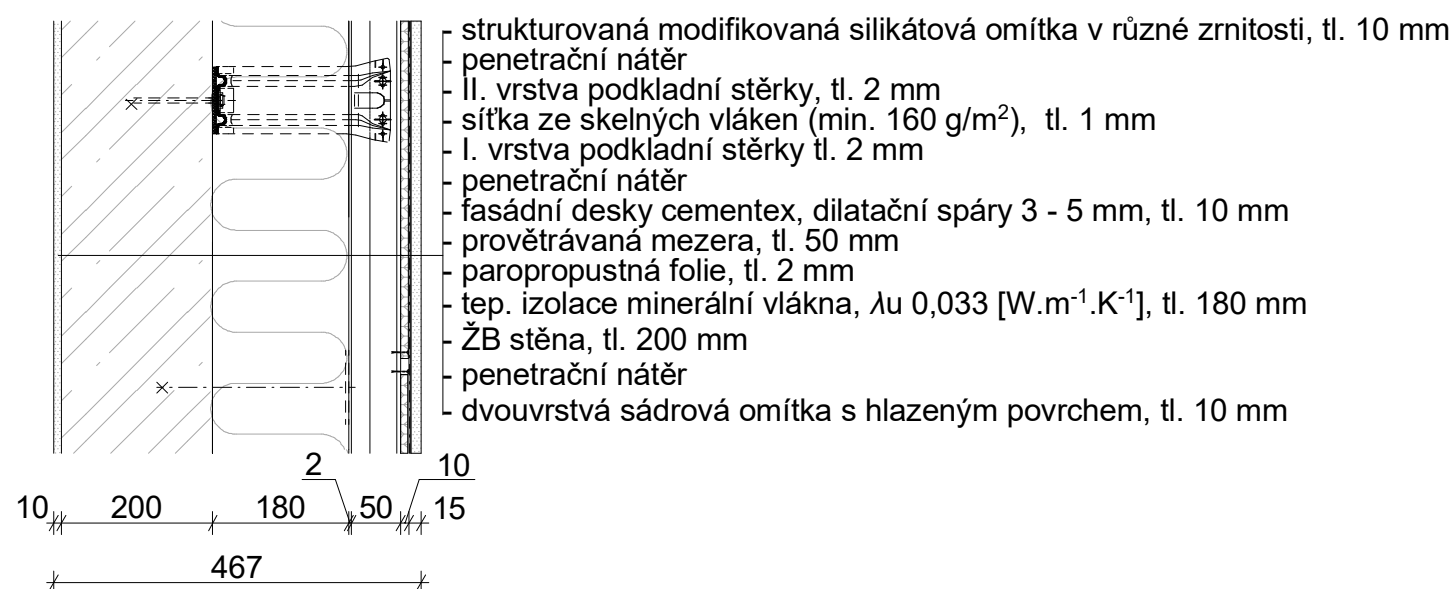 - strukturovaná modifikovaná silikátová omítka v různé zrnitosti, tl. 10 mm
- penetrační nátěr
- II. vrstva podkladní stěrky, tl. 2 mm
- síťka ze skelných vláken (min. 160 g/m²), tl. 1 mm
- I. vrstva podkladní stěrky tl. 2 mm
- penetrační nátěr
- fasádní desky cementex, dilatační spáry 3 - 5 mm, tl. 10 mm
- provětrávaná mezera, tl. 50 mm
- paropropustná folie, tl. 2 mm
- tep. izolace minerální vlákna, λu 0,033 [W.m⁻¹.K⁻¹], tl. 180 mm
- ŽB stěna, tl. 200 mm
- penetrační nátěr
- dvouvrstvá sádrová omítka s hlazeným povrchem, tl. 10 mm
2 10
10 200 180 50 15
467